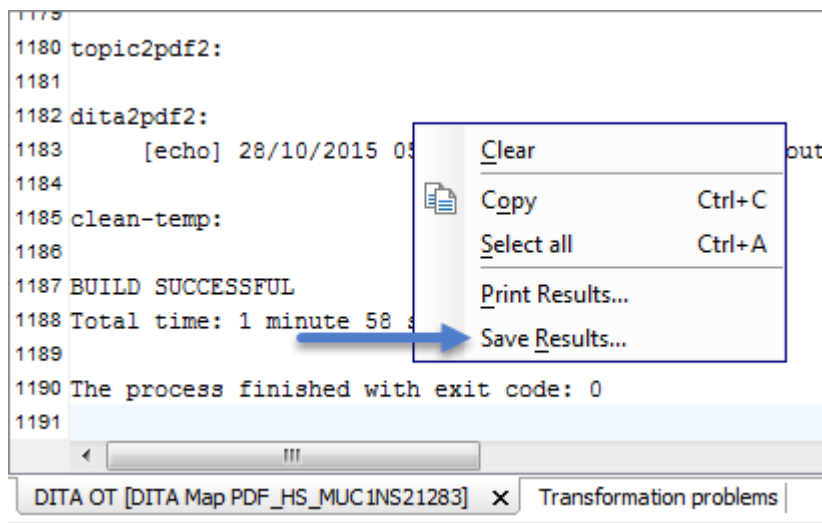 1179
1180 topic2pdf2:
1181
1182 dita2pdf2:
1183 [echo] 28/10/2015 05 out
1184
1185 clean-temp:
1186
1187 BUILD SUCCESSFUL
1188 Total time: 1 minute 58 s
1189
1190 The process finished with exit code: 0
1191
Clear
Copy Ctrl+C
Select all Ctrl+A
Print Results...
Save Results...
DITA OT [DITA Map PDF_HS_MUC1NS21283] x Transformation problems